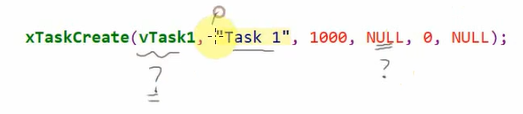 xTaskCreate(vTask1, "Task 1", 1000, NULL, 0, NULL);
? ?